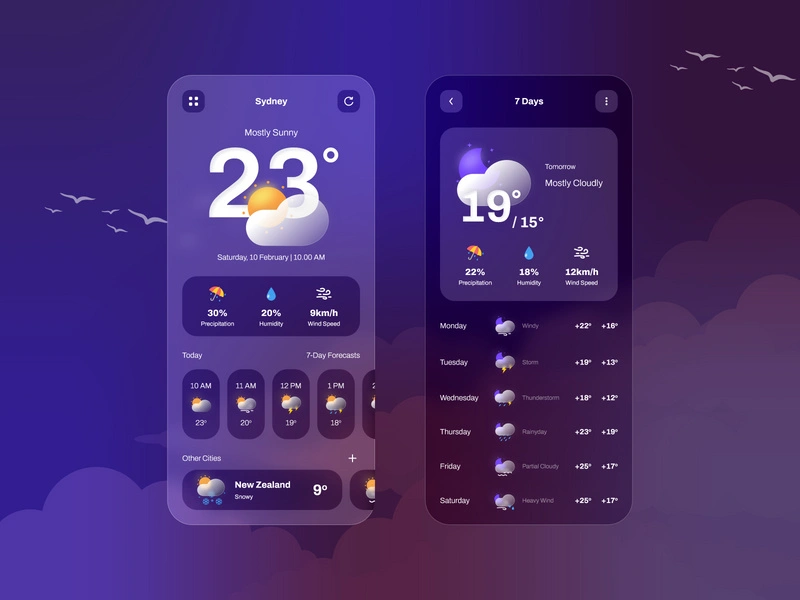 Sydney
Mostly Sunny
23°
Saturday, 10 February | 10.00 AM
30% 20% 9km/h
Precipitation Humidity Wind Speed
Today 7-Day Forecasts
10 AM 11 AM 12 PM 1 PM 2
23° 20° 19° 18°
Other Cities +
New Zealand
Snowy
9°
7 Days
Tomorrow
Mostly Cloudy
19°/ 15°
22% 18% 12km/h
Precipitation Humidity Wind Speed
Monday Windy +22° +16°
Tuesday Storm +19° +13°
Wednesday Thunderstorm +18° +12°
Thursday Rainyday +23° +19°
Friday Partial Cloudy +25° +17°
Saturday Heavy Wind +25° +17°